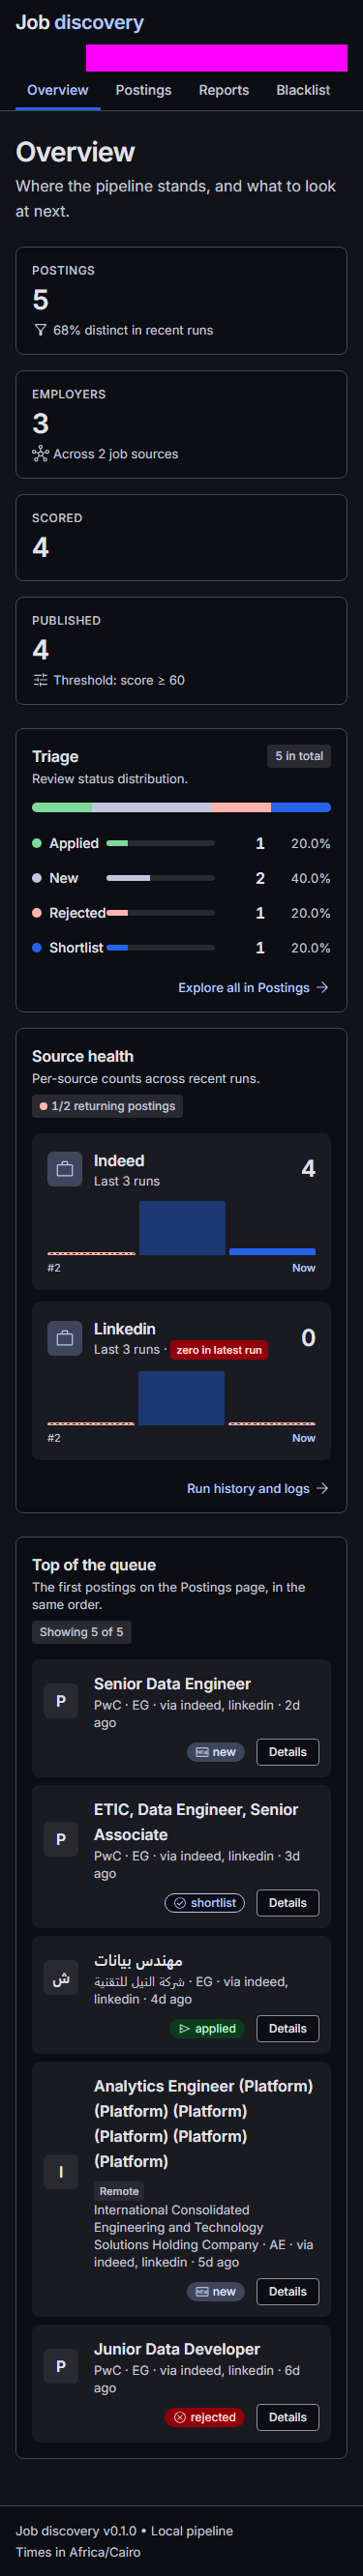 Job discovery
Overview Postings Reports Blacklist
Overview
Where the pipeline stands, and what to look
at next.
POSTINGS
5
68% distinct in recent runs
EMPLOYERS
3
Across 2 job sources
SCORED
4
PUBLISHED
4
Threshold: score ≥ 60
Triage 5 in total
Review status distribution.
Applied 1 20.0%
New 2 40.0%
Rejected 1 20.0%
Shortlist 1 20.0%
Explore all in Postings →
Source health
Per-source counts across recent runs.
1/2 returning postings
Indeed 4
Last 3 runs
#2 Now
Linkedin 0
Last 3 runs · zero in latest run
#2 Now
Run history and logs →
Top of the queue
The first postings on the Postings page, in the
same order.
Showing 5 of 5
P Senior Data Engineer
PwC · EG · via indeed, linkedin · 2d
ago
new Details
P ETIC, Data Engineer, Senior
Associate
PwC · EG · via indeed, linkedin · 3d
ago
shortlist Details
ش مهندس بيانات
شركة النيل للتقنية · EG · via indeed,
linkedin · 4d ago
applied Details
I Analytics Engineer (Platform)
(Platform) (Platform)
(Platform) (Platform)
(Platform)
Remote
International Consolidated
Engineering and Technology
Solutions Holding Company · AE · via
indeed, linkedin · 5d ago
new Details
P Junior Data Developer
PwC · EG · via indeed, linkedin · 6d
ago
rejected Details
Job discovery v0.1.0 • Local pipeline
Times in Africa/Cairo